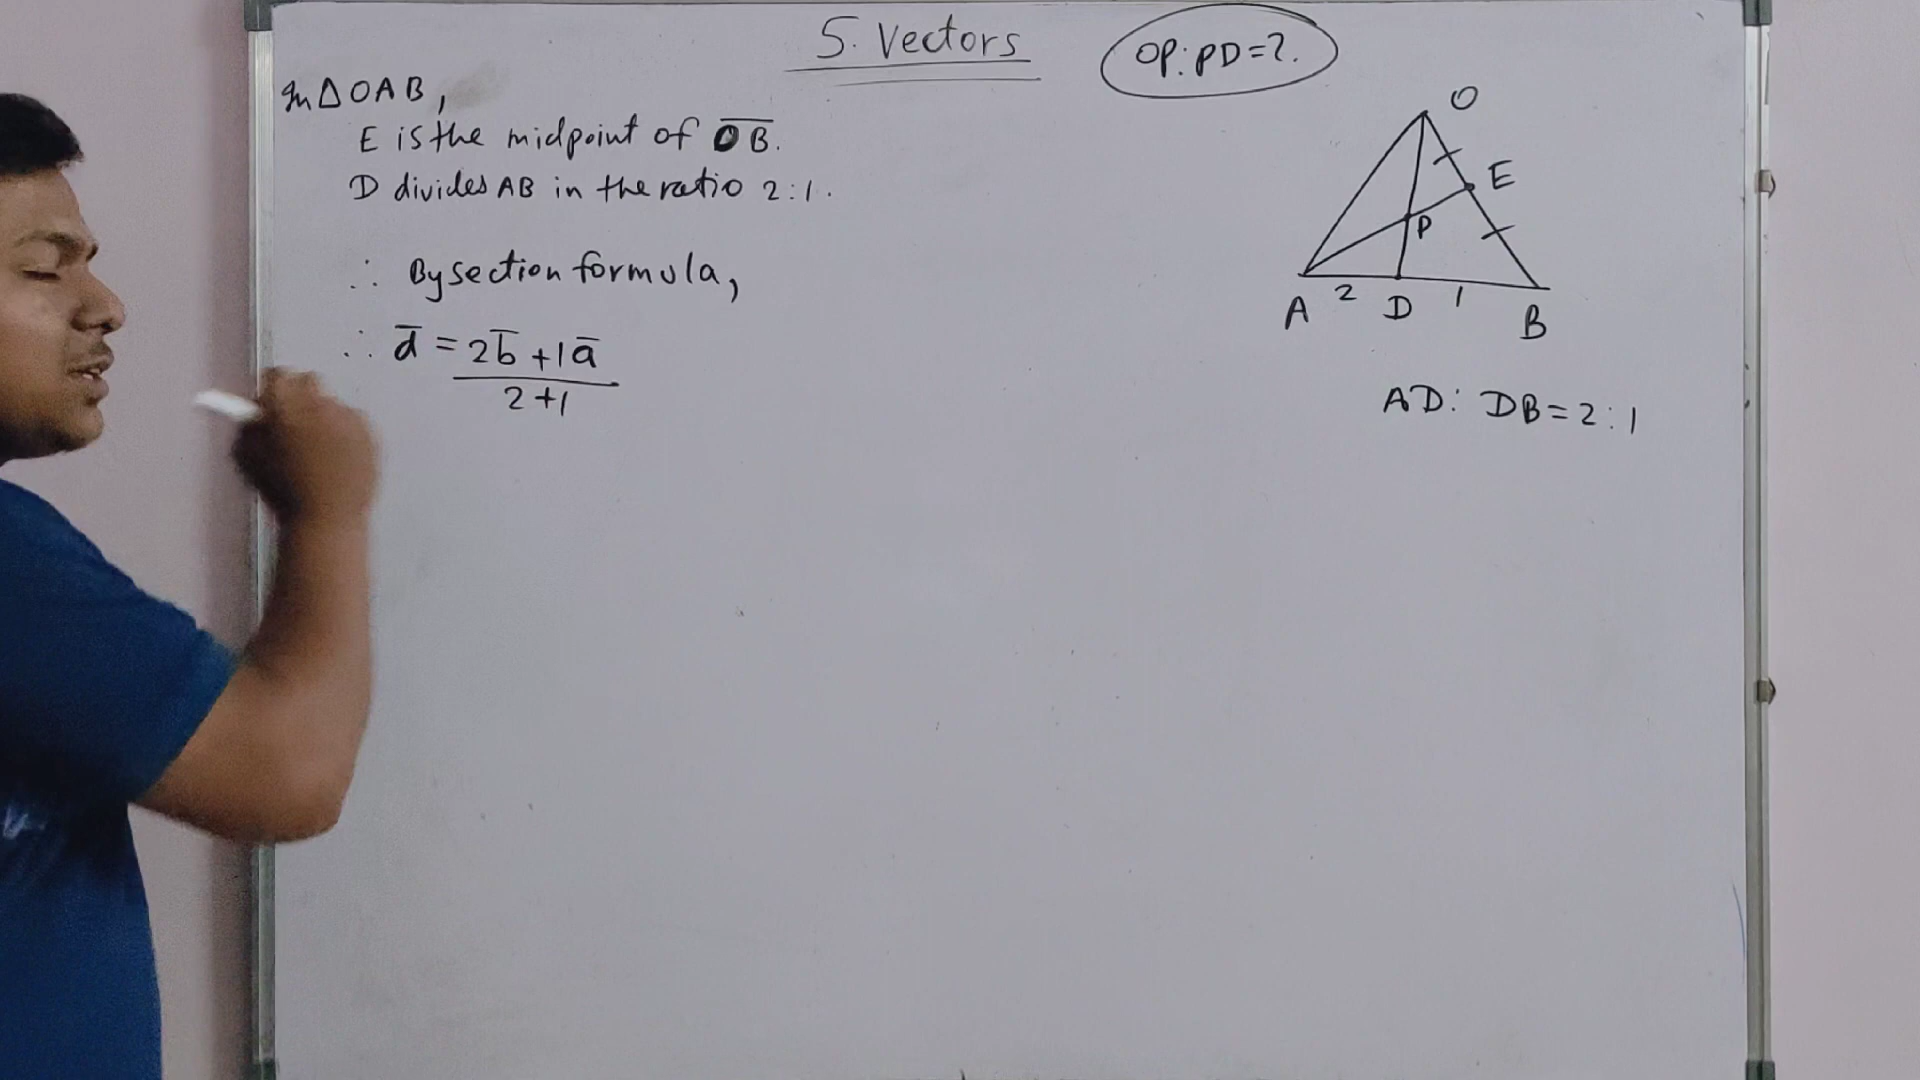 5. Vectors
OP:PD=?.
In △OAB,
E is the midpoint of OB.
D divides AB in the ratio 2:1.
∴ By section formula,
∴ d̅ = 2b̅ + 1a̅
2+1
O
E
P
A 2 D 1 B
AD: DB=2:1